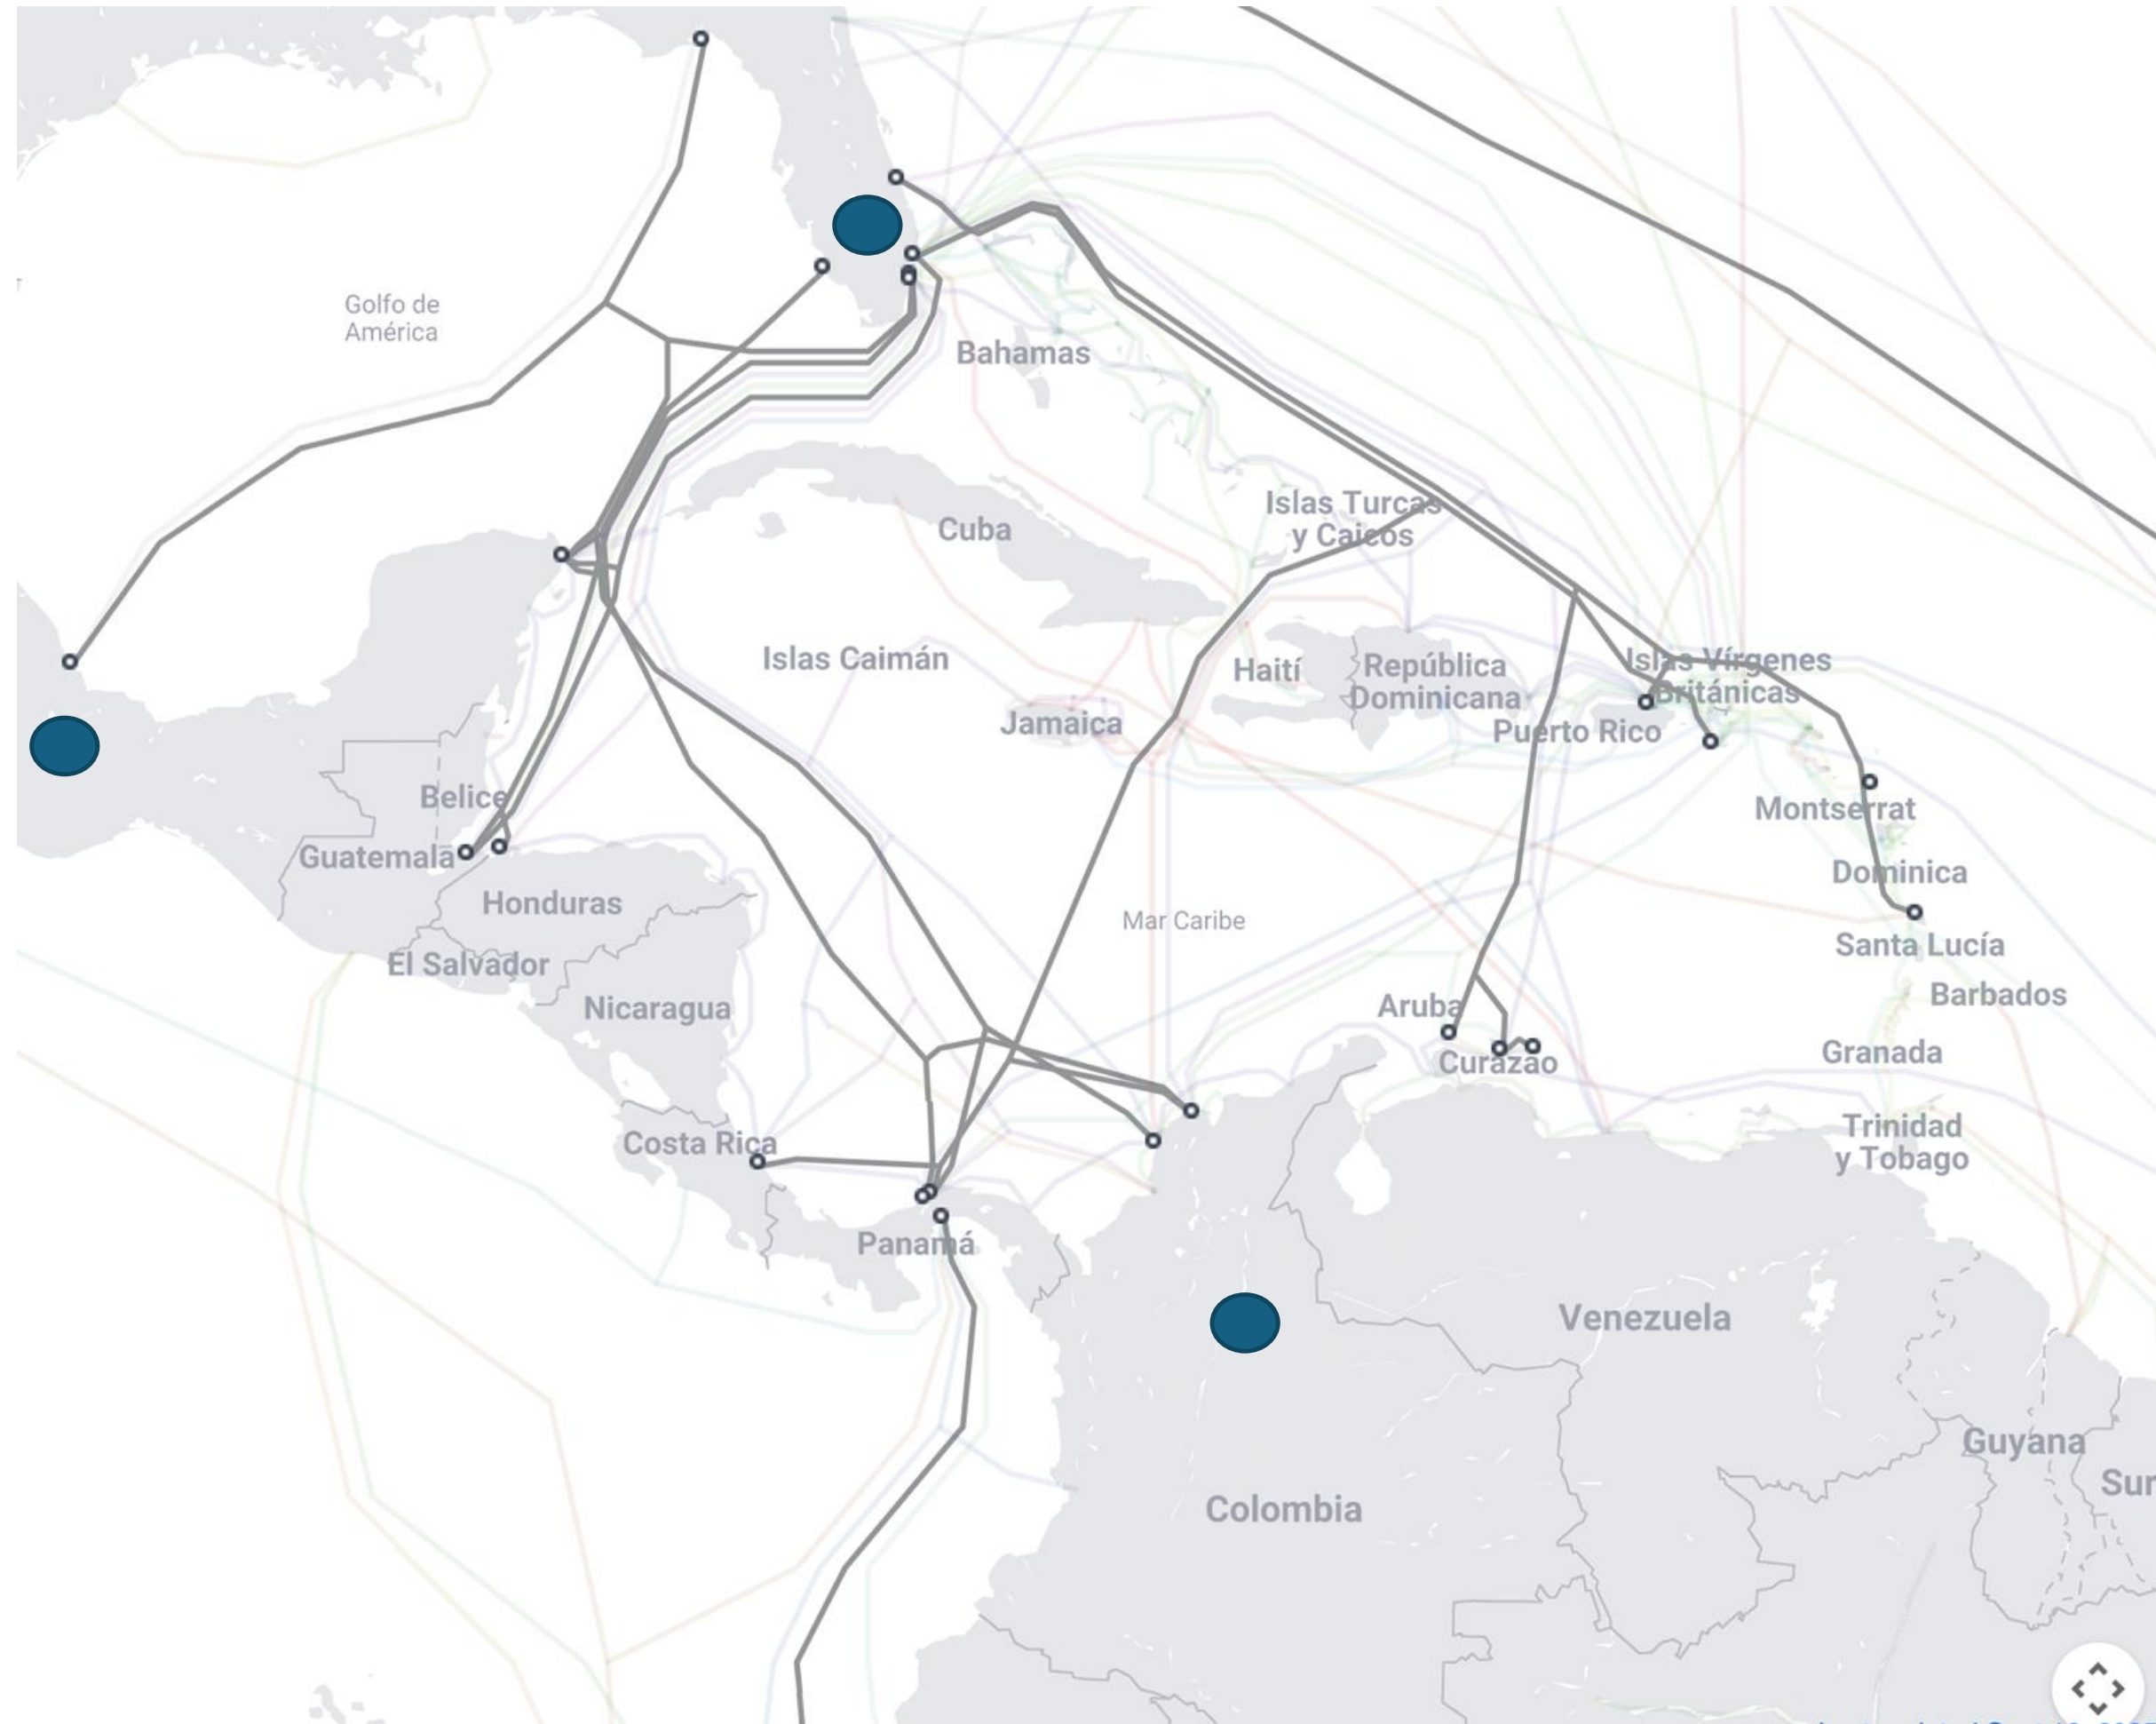 Golfo de
América
Bahamas
Islas Turcas
y Caicos
Cuba
Islas Caimán
Haití
República
Dominicana
Jamaica
Puerto Rico
Islas Vírgenes
Británicas
Belice
Montserrat
Guatemala
Dominica
Honduras
Mar Caribe
Santa Lucía
El Salvador
Barbados
Nicaragua
Aruba
Curazao
Granada
Costa Rica
Trinidad
y Tobago
Panamá
Venezuela
Guyana
Sur
Colombia